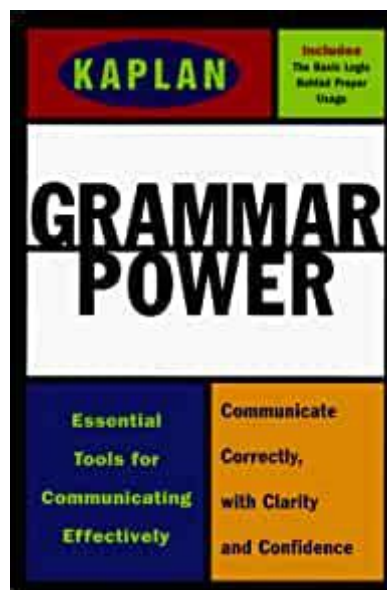 KAPLAN
Includes
The Basic Logic
Behind Proper
Usage
GRAMMAR
POWER
Essential
Tools for
Communicating
Effectively
Communicate
Correctly,
with Clarity
and Confidence